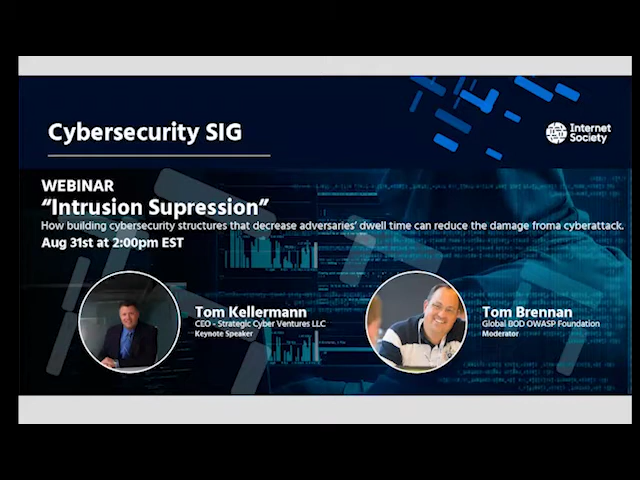 Cybersecurity SIG
Internet
Society
WEBINAR
“Intrusion Supression”
How building cybersecurity structures that decrease adversaries’ dwell time can reduce the damage froma cyberattack.
Aug 31st at 2:00pm EST
Tom Kellermann
CEO - Strategic Cyber Ventures LLC
Keynote Speaker
Tom Brennan
Global BOD OWASP Foundation
Moderator